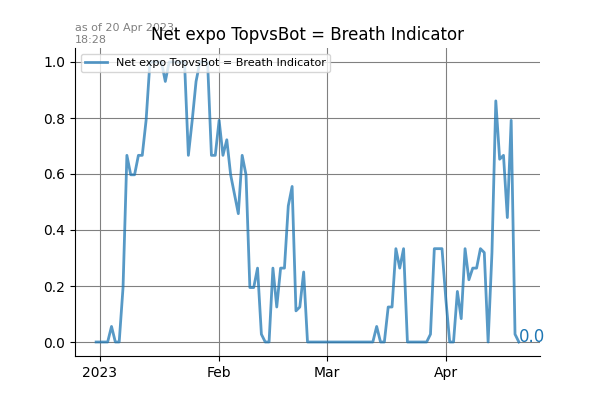 as of 20 Apr 2023
18:28
Net expo TopvsBot = Breath Indicator
Net expo TopvsBot = Breath Indicator
1.0
0.8
0.6
0.4
0.2
0.0
0.0
2023 Feb Mar Apr